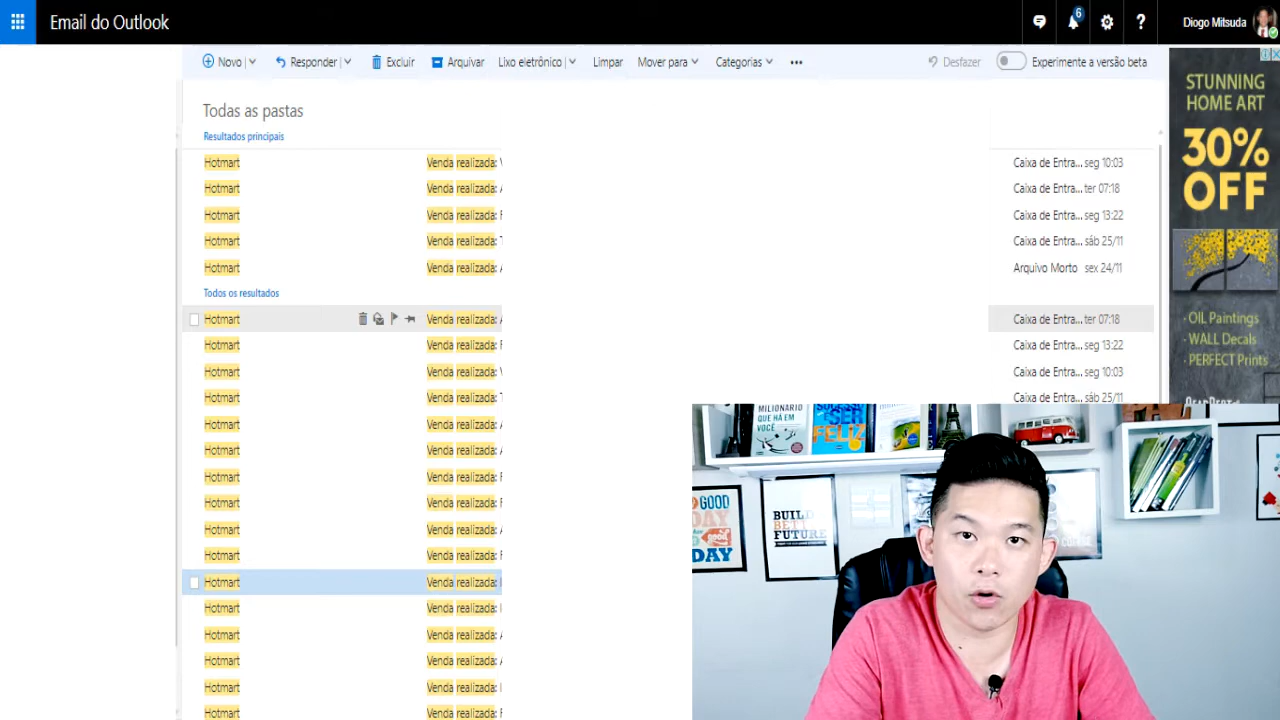 Email do Outlook
6
?
Diogo Mitsuda
Novo
Responder
Excluir
Arquivar
Lixo eletrônico
Limpar
Mover para
Categorias
Desfazer
Experimente a versão beta
Todas as pastas
Resultados principais
Hotmart Venda realizada: V Caixa de Entra... seg 10:03
Hotmart Venda realizada: A Caixa de Entra... ter 07:18
Hotmart Venda realizada: F Caixa de Entra... seg 13:22
Hotmart Venda realizada: T Caixa de Entra... sáb 25/11
Hotmart Venda realizada: A Arquivo Morto sex 24/11
Todos os resultados
Hotmart Venda realizada: A Caixa de Entra... ter 07:18
Hotmart Venda realizada: F Caixa de Entra... seg 13:22
Hotmart Venda realizada: V Caixa de Entra... seg 10:03
Hotmart Venda realizada: T Caixa de Entra... sáb 25/11
Hotmart Venda realizada: A
Hotmart Venda realizada: A
Hotmart Venda realizada: F
Hotmart Venda realizada: F
Hotmart Venda realizada: A
Hotmart Venda realizada: F
Hotmart Venda realizada:
Hotmart Venda realizada:
Hotmart Venda realizada: A
Hotmart Venda realizada: A
Hotmart Venda realizada:
Hotmart Venda realizada: F
STUNNING
HOME ART
30%
OFF
· OIL Paintings
· WALL Decals
· PERFECT Prints
MILIONÁRIO
QUE HÁ EM
VOCÊ
SUCESSO
SER
FELIZ
GOOD
DAY
DAY
BUILD
BETTER
FUTURE